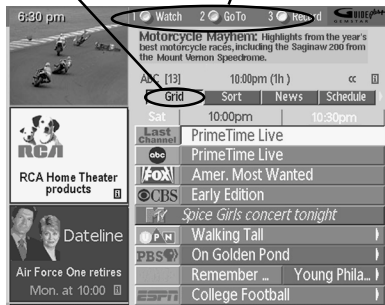 6:30 pm
1 Watch 2 GoTo 3 Record
GUIDE Plus+
GEMSTAR
Motorcycle Mayhem: Highlights from the year's
best motorcycle races, including the Saginaw 200 from
the Mount Vernon Speedrome.
ABC [13] 10:00pm (1h ) cc
Grid Sort News Schedule
Sat 10:00pm 10:30pm
Last Channel PrimeTime Live
abc PrimeTime Live
FOX Amer. Most Wanted
CBS Early Edition
MTV Spice Girls concert tonight
UPN Walking Tall
PBS On Golden Pond
Remember ... Young Phila...
ESPN College Football
RCA
RCA Home Theater
products
Dateline
Air Force One retires
Mon. at 10:00